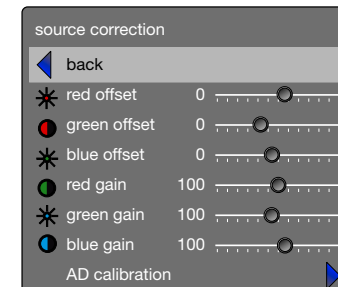 source correction
back
red offset 0
green offset 0
blue offset 0
red gain 100
green gain 100
blue gain 100
AD calibration